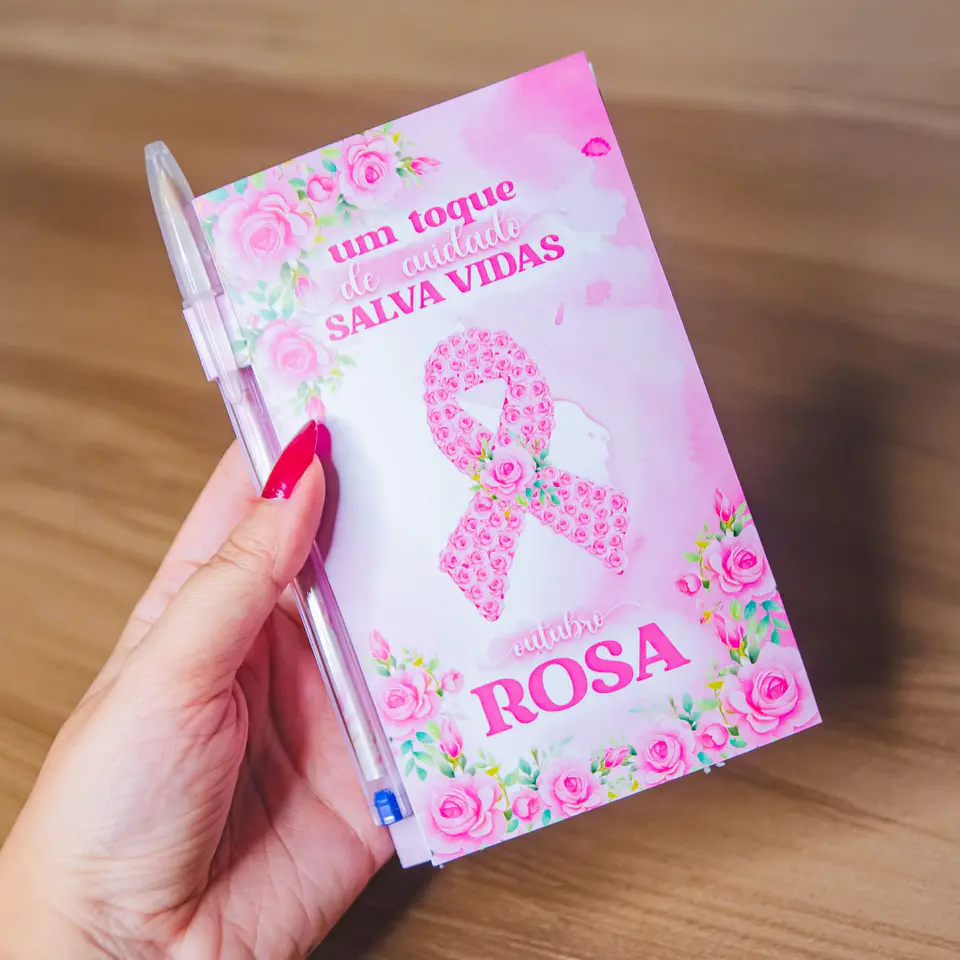 um toque
de cuidado
SALVA VIDAS
outubro
ROSA